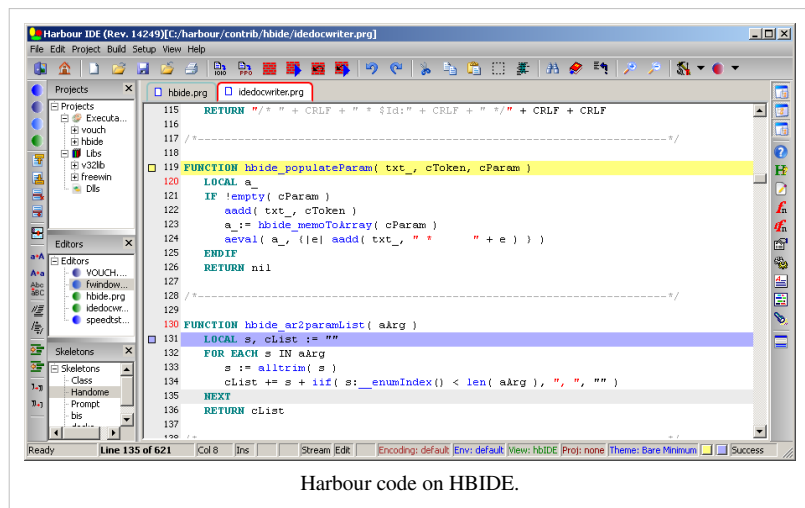 Harbour IDE (Rev. 14249)[C:/harbour/contrib/hbide/idedocwriter.prg]
File Edit Project Build Setup View Help
Projects
Projects
Executa...
vouch
hbide
Libs
v32lib
freewin
Dlls
Editors
Editors
VOUCH....
fwindow...
hbide.prg
idedocwr...
speedtst...
Skeletons
Skeletons
Class
Handome
Prompt
bis
hbide.prg idedocwriter.prg
115 RETURN "/* " + CRLF + " * $Id:" + CRLF + " */" + CRLF + CRLF
116
117 /*----------------------------------------------------------------------*/
118
119 FUNCTION hbide_populateParam( txt_, cToken, cParam )
120 LOCAL a_
121 IF !empty( cParam )
122 aadd( txt_, cToken )
123 a_:= hbide_memoToArray( cParam )
124 aeval( a_, {|e| aadd( txt_, " *      " + e ) } )
125 ENDIF
126 RETURN nil
127
128 /*----------------------------------------------------------------------*/
129
130 FUNCTION hbide_ar2paramList( aArg )
131 LOCAL s, cList := ""
132 FOR EACH s IN aArg
133 s := alltrim( s )
134 cList += s + iif( s:__enumIndex() < len( aArg ), ", ", "" )
135 NEXT
136 RETURN cList
137
Ready Line 135 of 621 Col 8 Ins Stream Edit Encoding: default Env: default View: hbIDE Proj: none Theme: Bare Minimum Success
Harbour code on HBIDE.